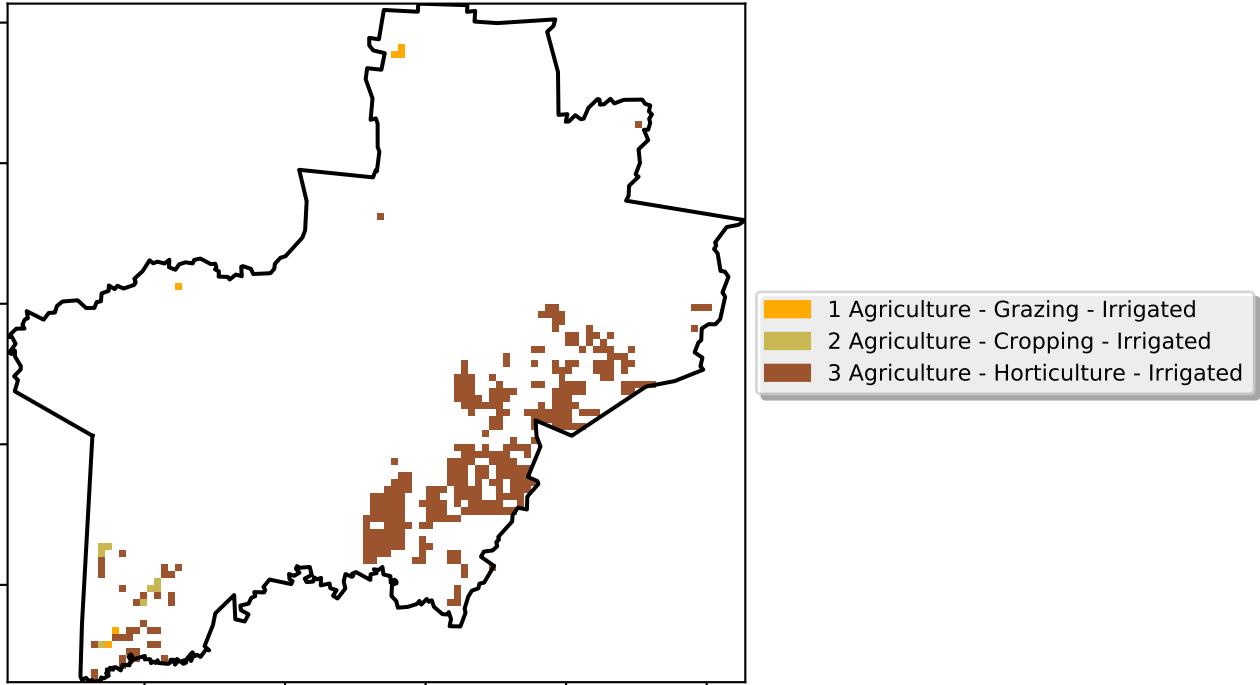 1 Agriculture - Grazing - Irrigated
2 Agriculture - Cropping - Irrigated
3 Agriculture - Horticulture - Irrigated